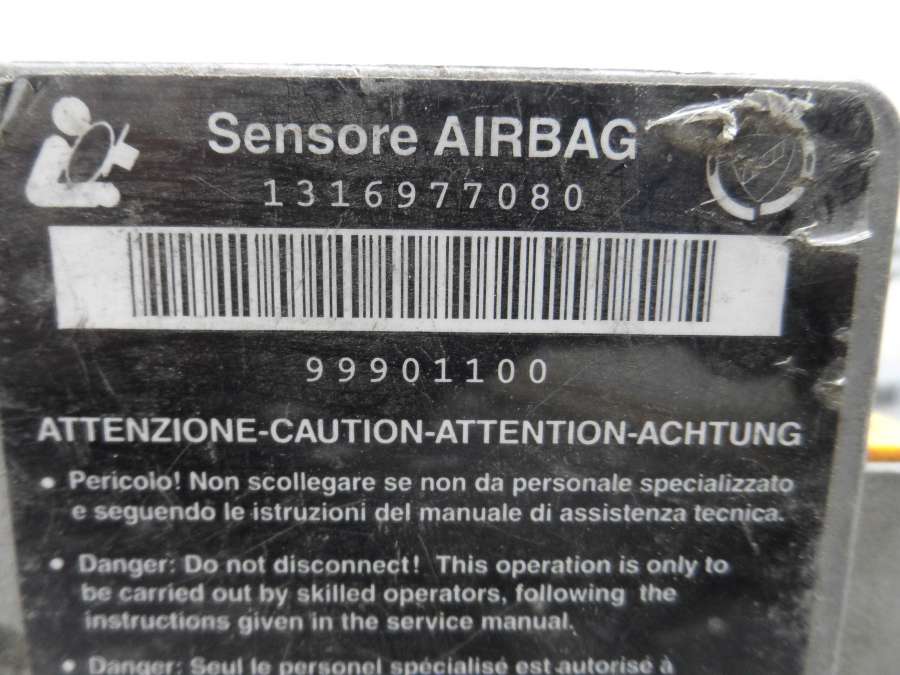 Sensore AIRBAG
1316977080
99901100
ATTENZIONE-CAUTION-ATTENTION-ACHTUNG
• Pericolo! Non scollegare se non da personale specializzato
e seguendo le istruzioni del manuale di assistenza tecnica.
• Danger: Do not disconnect! This operation is only to
be carried out by skilled operators, following the
instructions given in the service manual.
• Danger: Seul le personel spécialisé est autorisé à